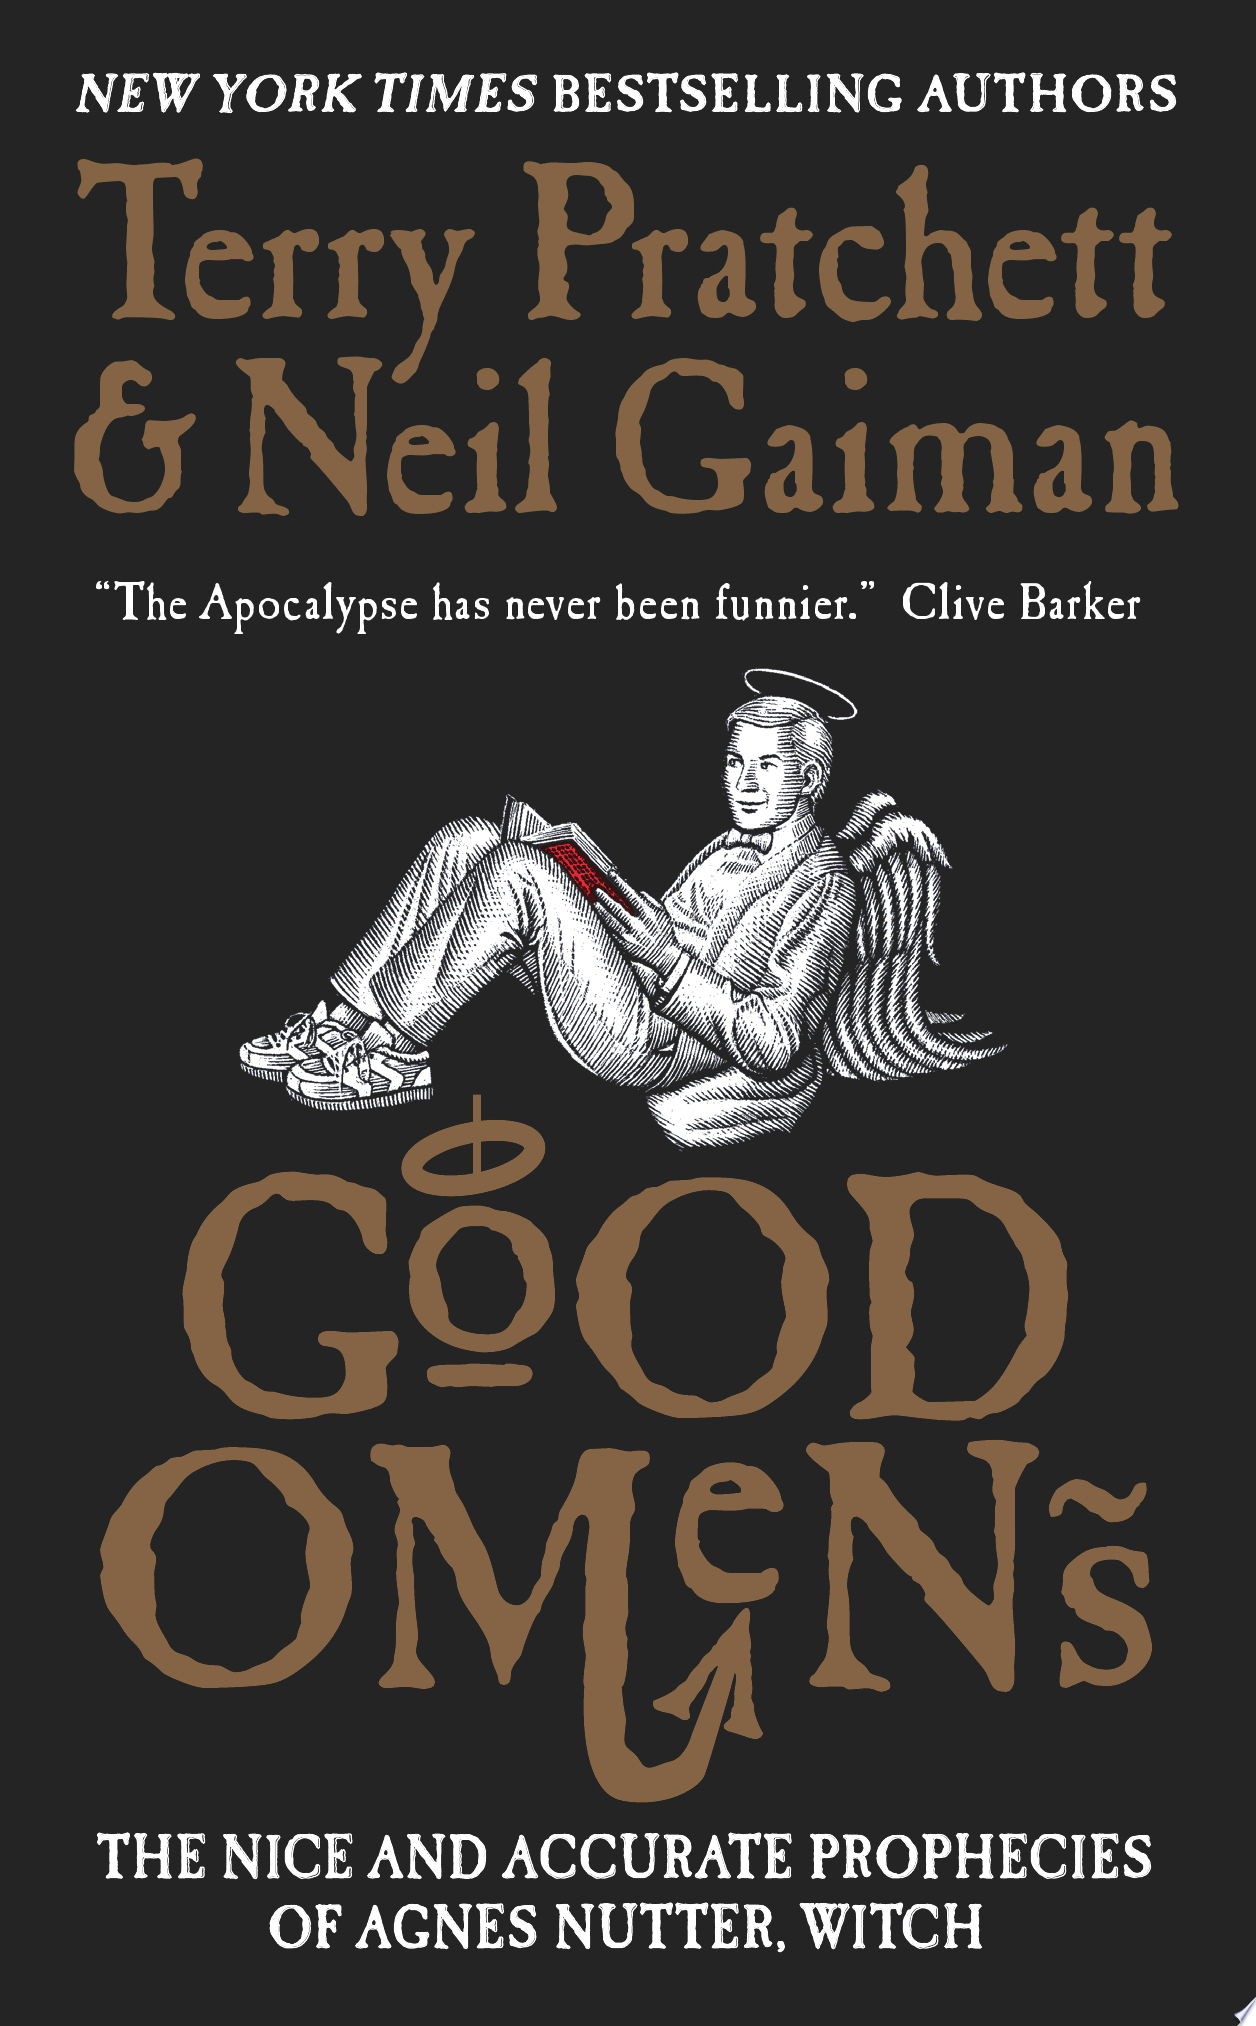 NEW YORK TIMES BESTSELLING AUTHORS
Terry Pratchett
& Neil Gaiman
“The Apocalypse has never been funnier.” Clive Barker
GOOD
OMENS
THE NICE AND ACCURATE PROPHECIES
OF AGNES NUTTER, WITCH